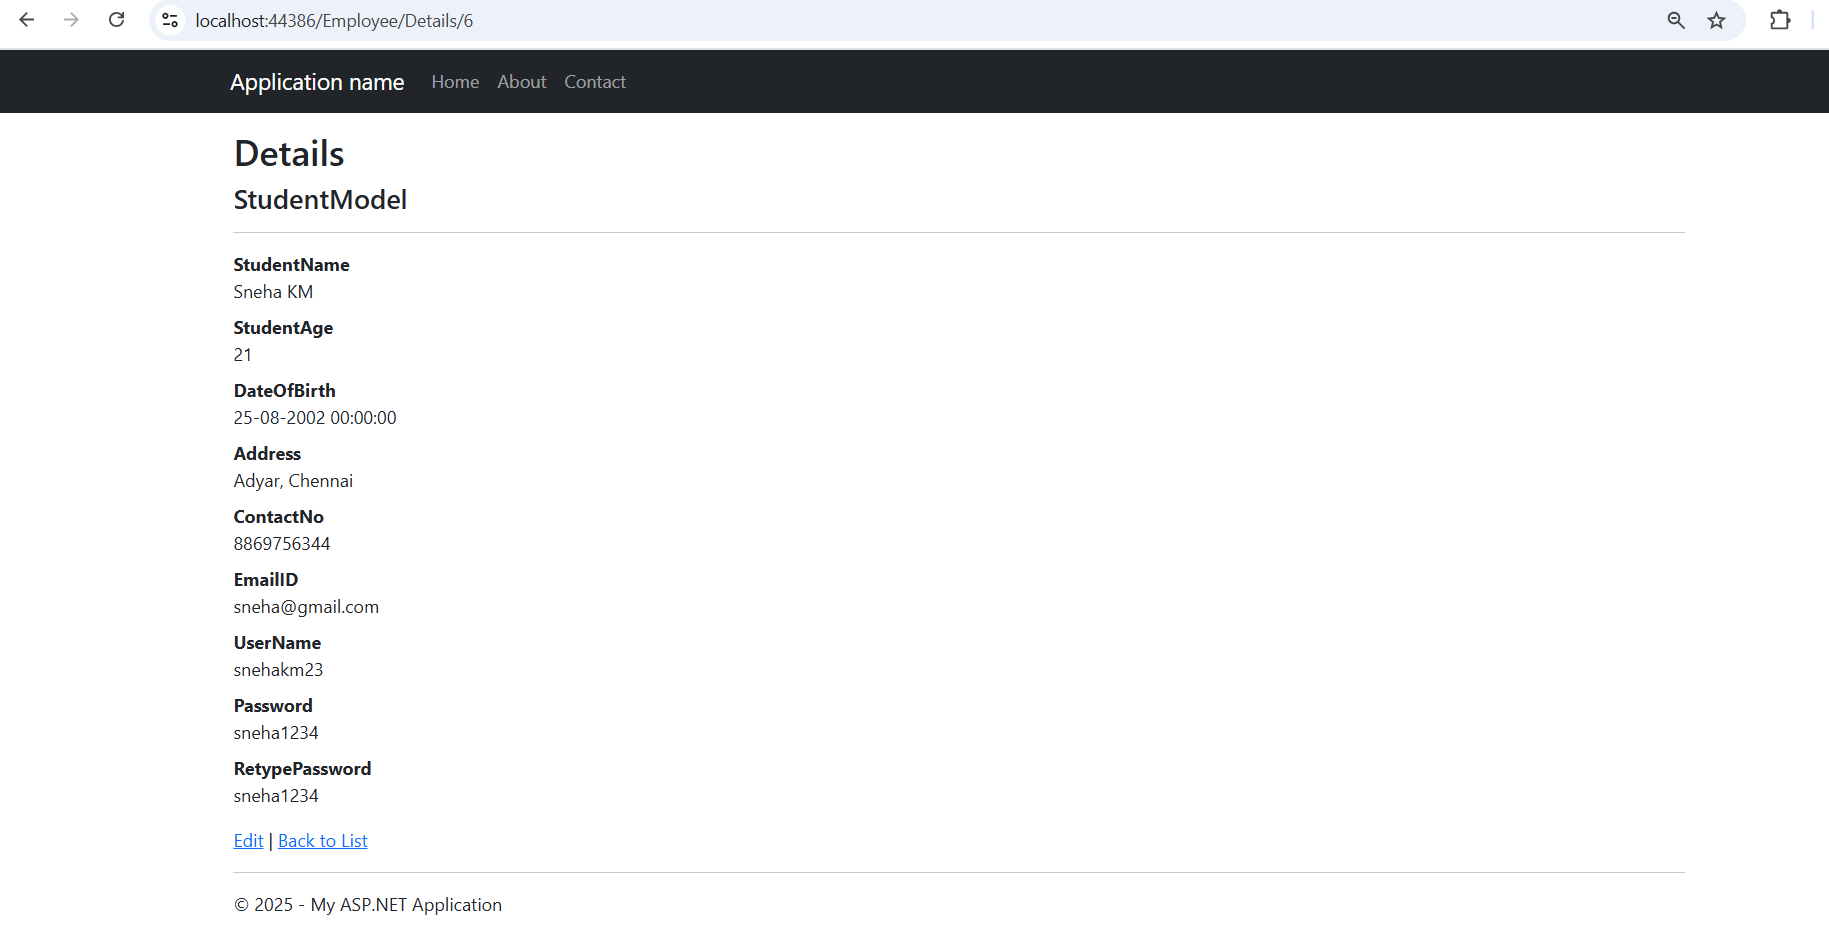 localhost:44386/Employee/Details/6
Application name Home About Contact
Details
StudentModel
StudentName
Sneha KM
StudentAge
21
DateOfBirth
25-08-2002 00:00:00
Address
Adyar, Chennai
ContactNo
8869756344
EmailID
sneha@gmail.com
UserName
snehakm23
Password
sneha1234
RetypePassword
sneha1234
Edit | Back to List
© 2025 - My ASP.NET Application